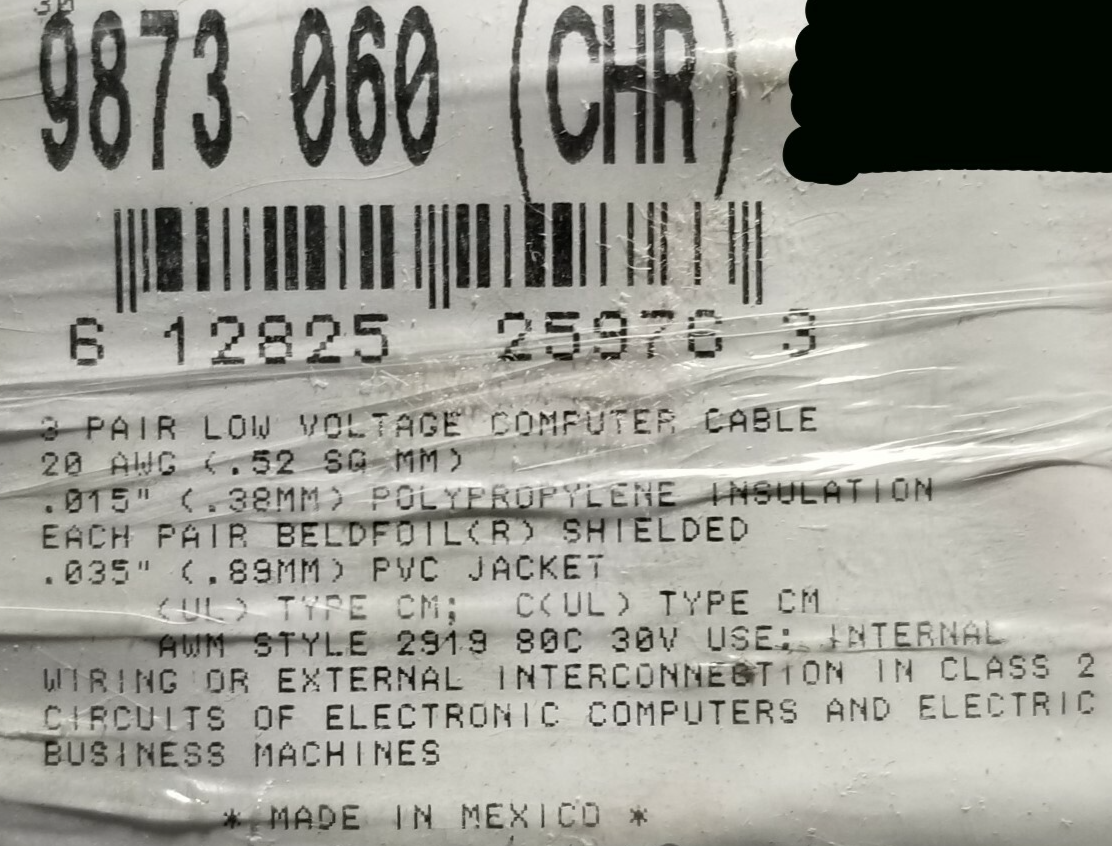 9873 060 (CHR)
6 12825 25976 3
3 PAIR LOW VOLTAGE COMPUTER CABLE
20 AWG (.52 SQ MM)
.015" (.38MM) POLYPROPYLENE INSULATION
EACH PAIR BELDFOIL(R) SHIELDED
.035" (.89MM) PVC JACKET
(UL) TYPE CM; C(UL) TYPE CM
AWM STYLE 2919 80C 30V USE: INTERNAL
WIRING OR EXTERNAL INTERCONNECTION IN CLASS 2
CIRCUITS OF ELECTRONIC COMPUTERS AND ELECTRIC
BUSINESS MACHINES
* MADE IN MEXICO *